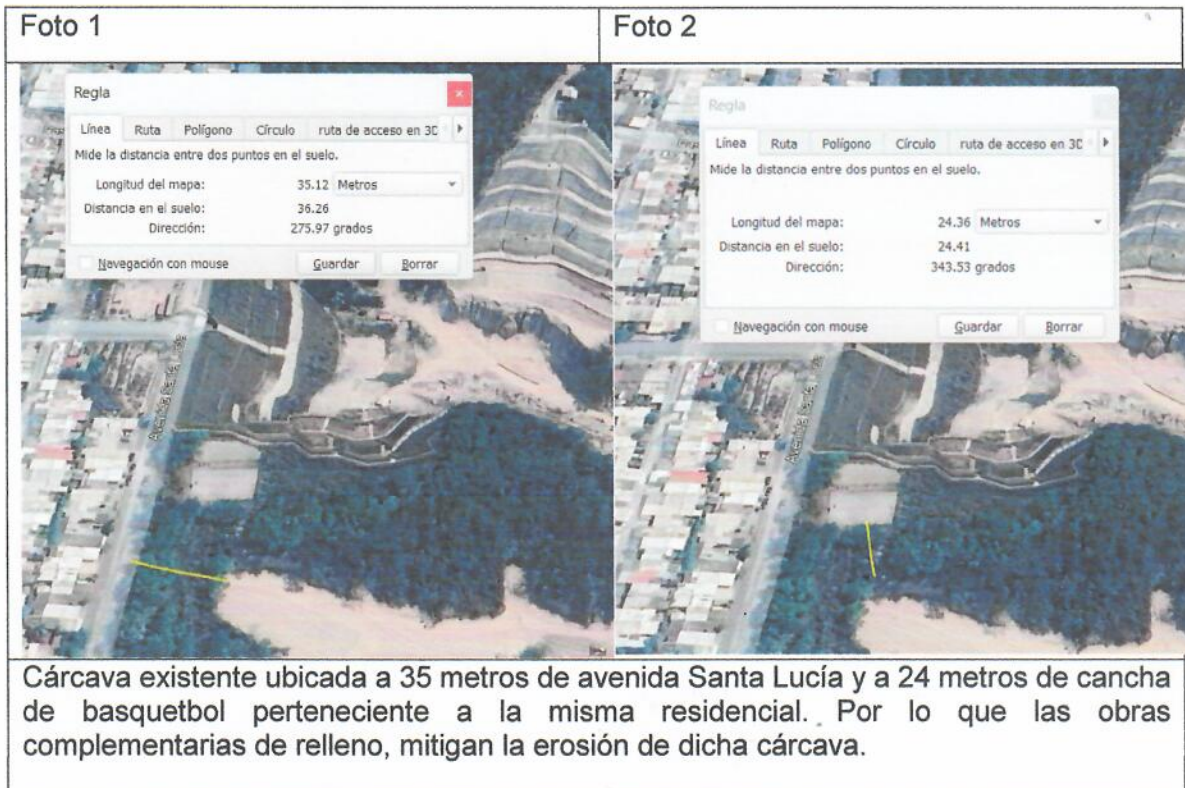 Foto 1
Foto 2
Regla
Línea Ruta Polígono Círculo ruta de acceso en 3D
Mide la distancia entre dos puntos en el suelo.
Longitud del mapa: 35.12 Metros
Distancia en el suelo: 36.26
Dirección: 275.97 grados
Navegación con mouse Guardar Borrar
Avenida Santa
Regla
Línea Ruta Polígono Círculo ruta de acceso en 3D
Mide la distancia entre dos puntos en el suelo.
Longitud del mapa: 24.36 Metros
Distancia en el suelo: 24.41
Dirección: 343.53 grados
Navegación con mouse Guardar Borrar
Avenida Santa
Cárcava existente ubicada a 35 metros de avenida Santa Lucía y a 24 metros de cancha
de basquetbol perteneciente a la misma residencial. Por lo que las obras
complementarias de relleno, mitigan la erosión de dicha cárcava.